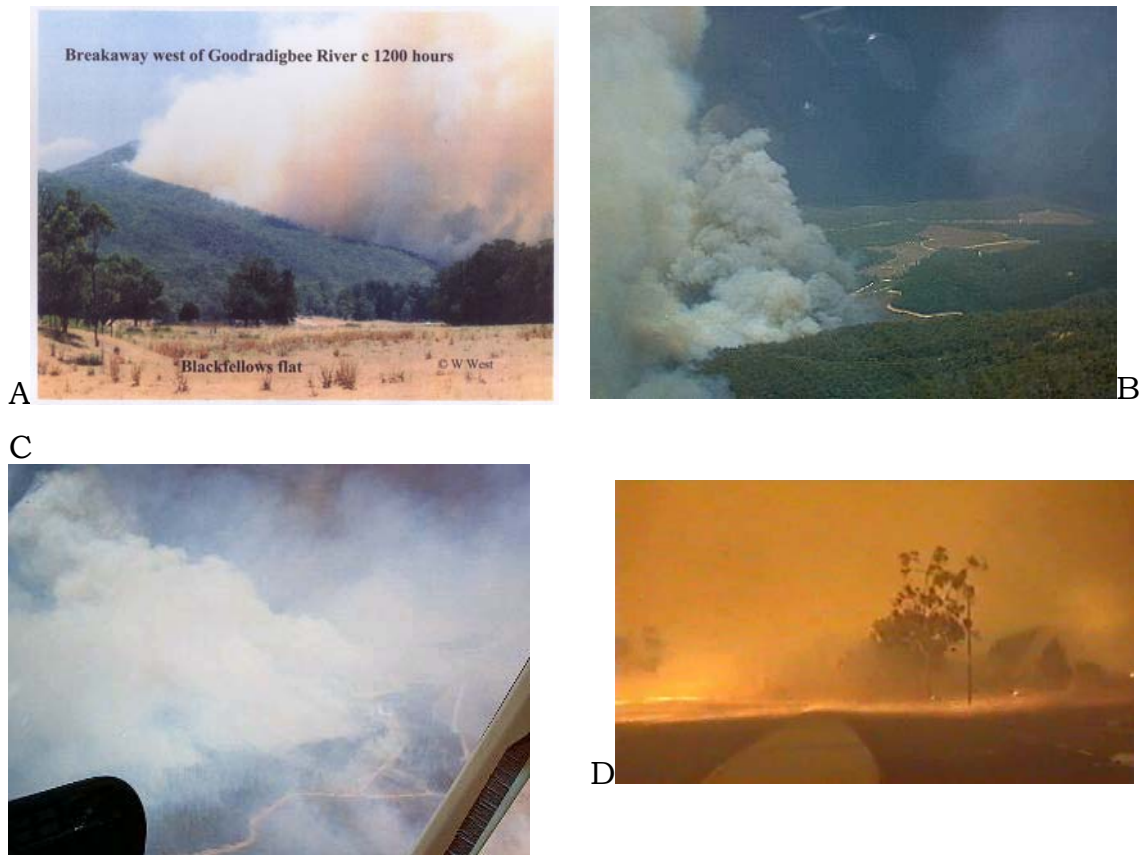 Breakaway west of Goodradigbee River c 1200 hours
Blackfellows flat
© W West
A
B
C
D